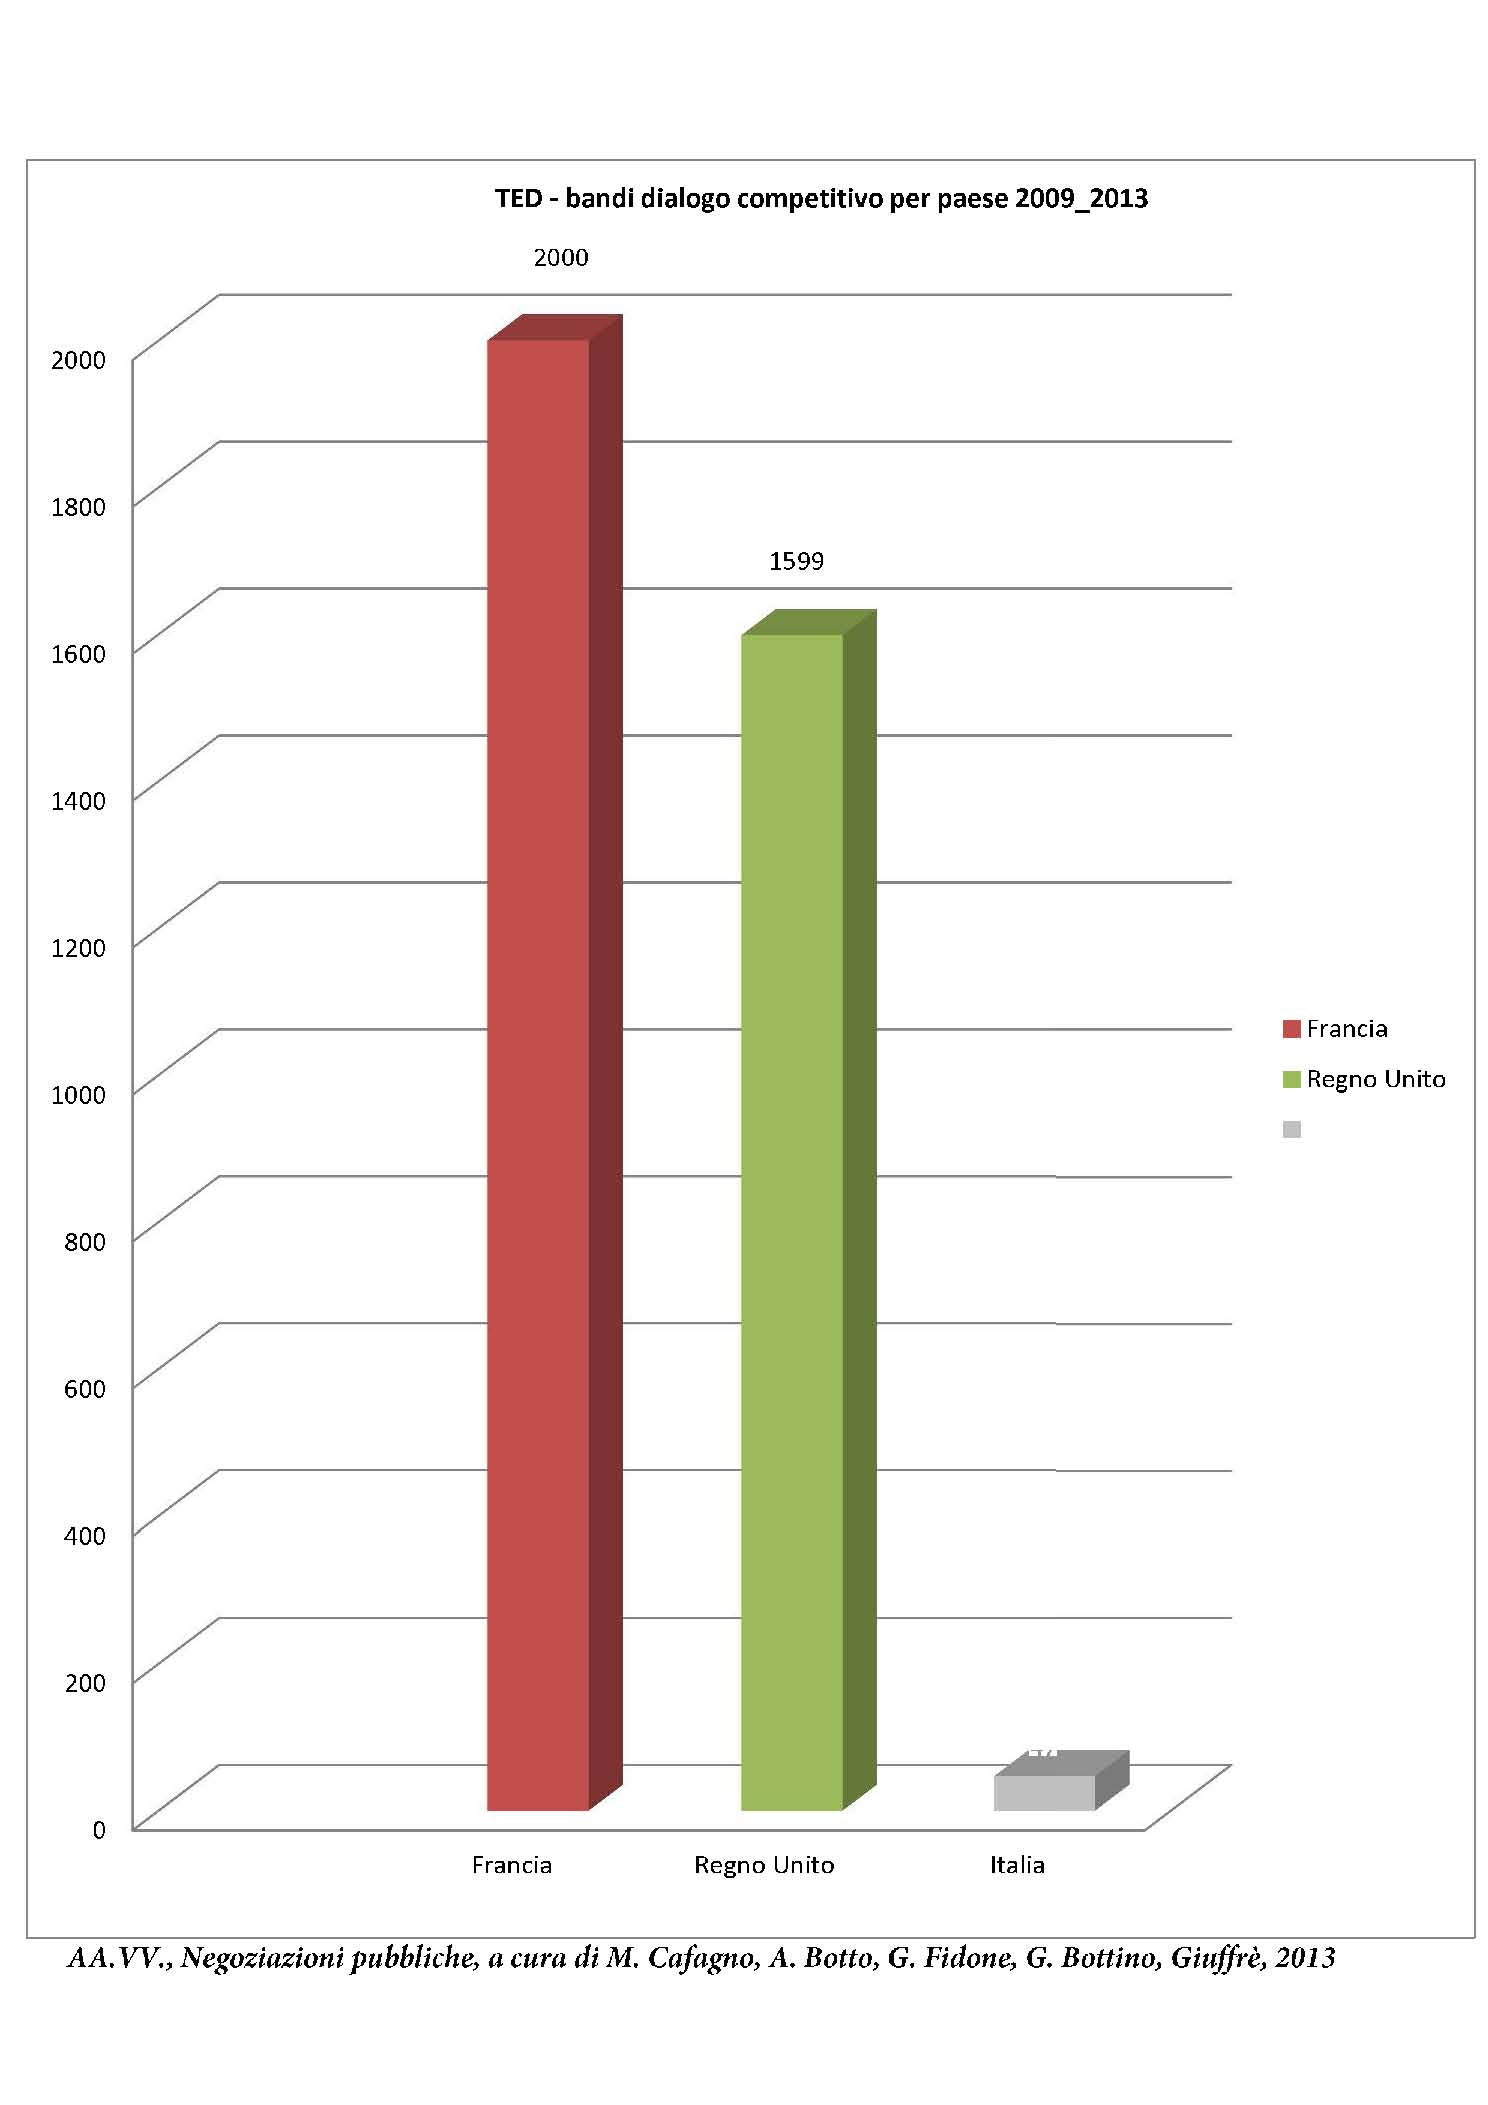 TED - bandi dialogo competitivo per paese 2009_2013
2000
2000
1800
1599
1600
1400
1200
1000
Francia
Regno Unito
800
600
400
200
0
Francia Regno Unito Italia
AA.VV., Negoziazioni pubbliche, a cura di M. Cafagno, A. Botto, G. Fidone, G. Bottino, Giuffrè, 2013